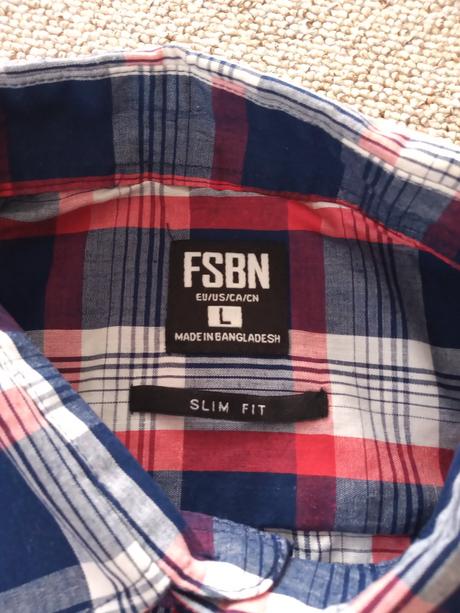 FSBN
EU/US/CA/CN
L
MADE IN BANGLADESH
SLIM FIT